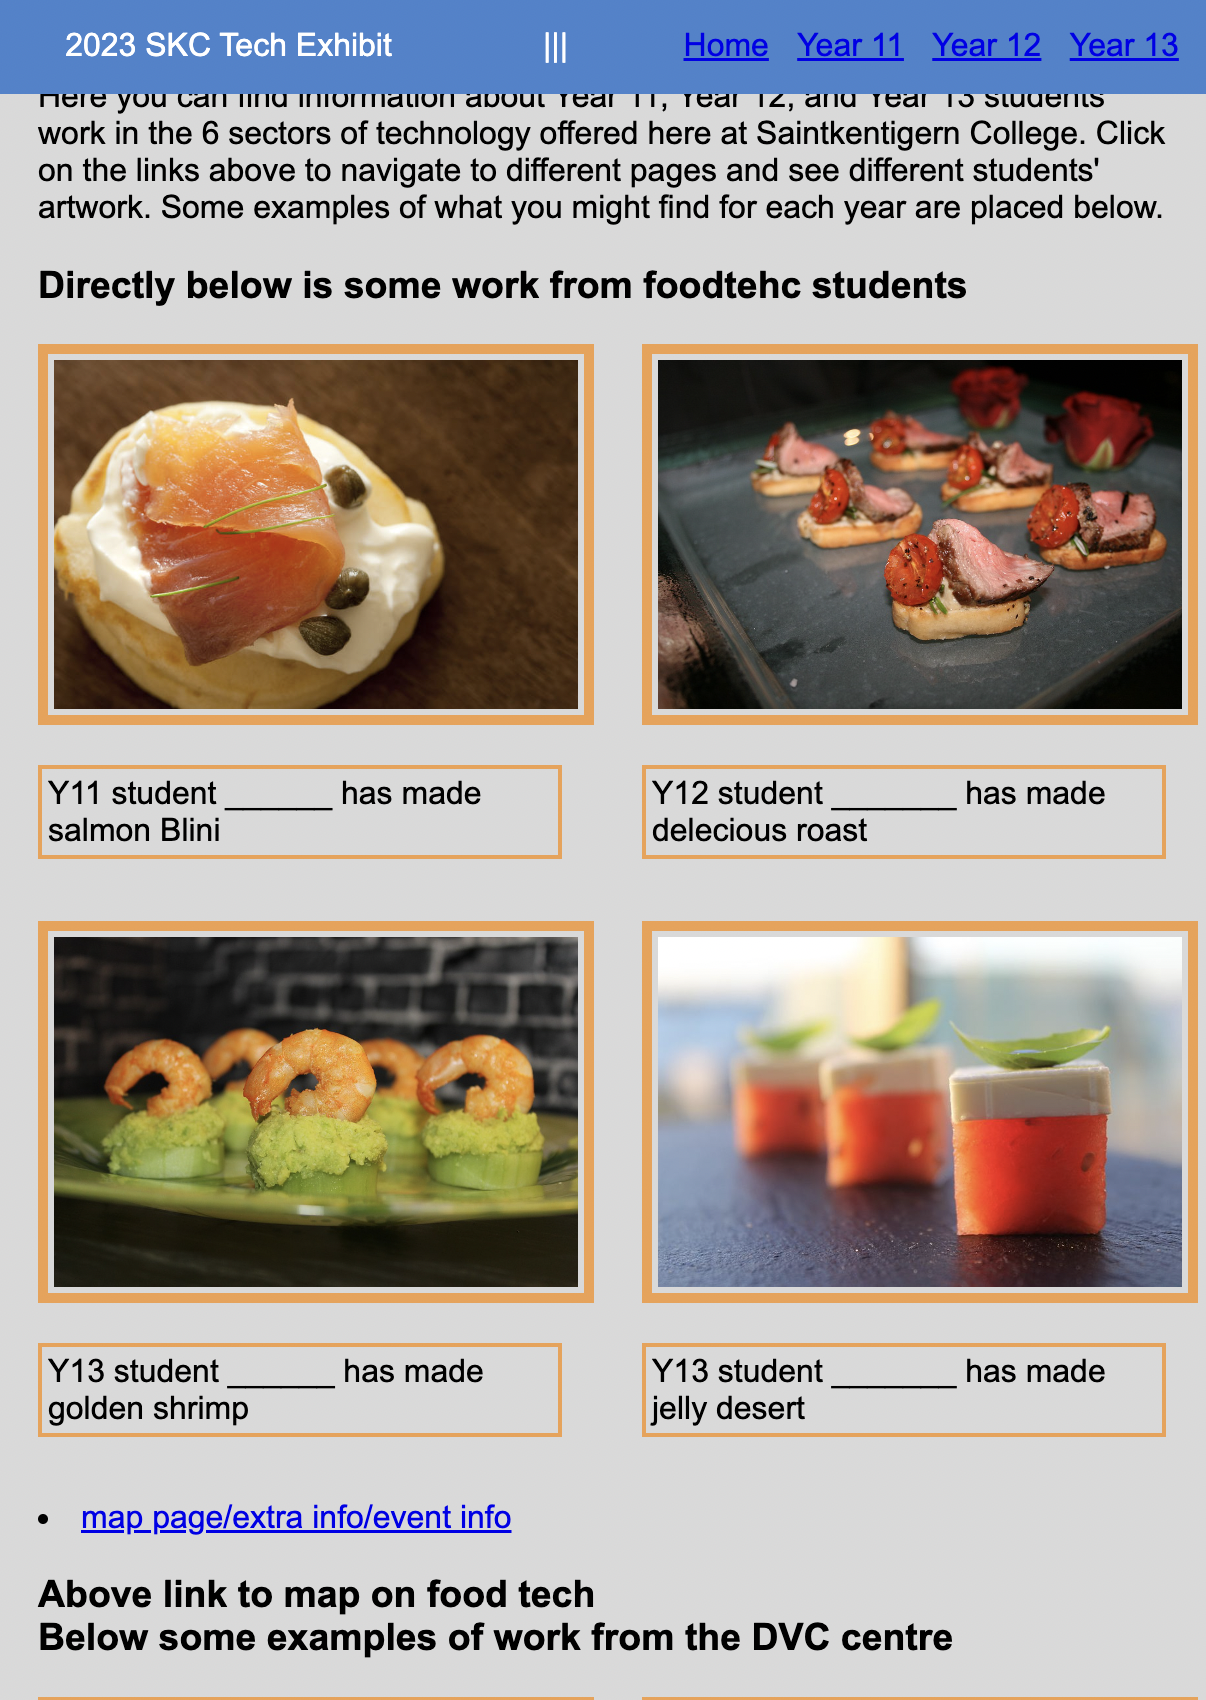 2023 SKC Tech Exhibit ||| Home Year 11 Year 12 Year 13
Here you can find information about Year 11, Year 12, and Year 13 students
work in the 6 sectors of technology offered here at Saintkentigern College. Click
on the links above to navigate to different pages and see different students'
artwork. Some examples of what you might find for each year are placed below.
Directly below is some work from foodtehc students
Y11 student ______ has made
salmon Blini
Y12 student _______ has made
delecious roast
Y13 student ______ has made
golden shrimp
Y13 student _______ has made
jelly desert
• map page/extra info/event info
Above link to map on food tech
Below some examples of work from the DVC centre